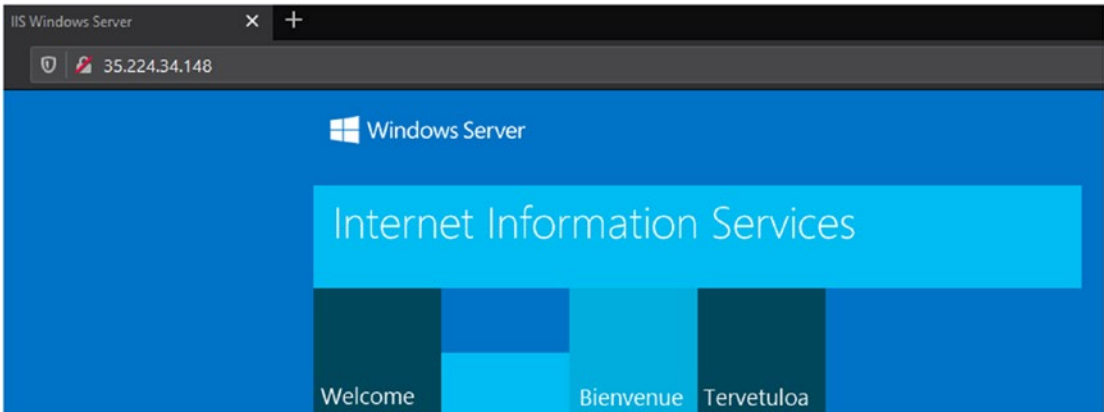 IIS Windows Server
35.224.34.148
Windows Server
Internet Information Services
Welcome Bienvenue Tervetuloa